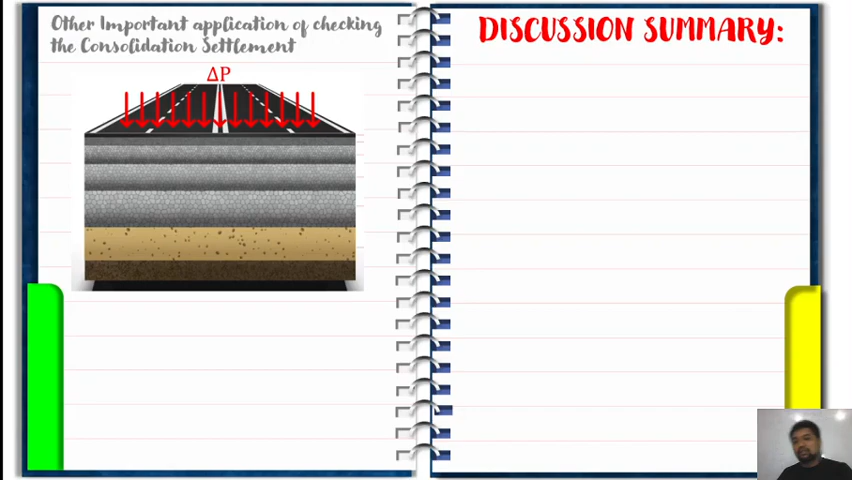 Other Important application of checking
the Consolidation Settlement
ΔP
DISCUSSION SUMMARY: